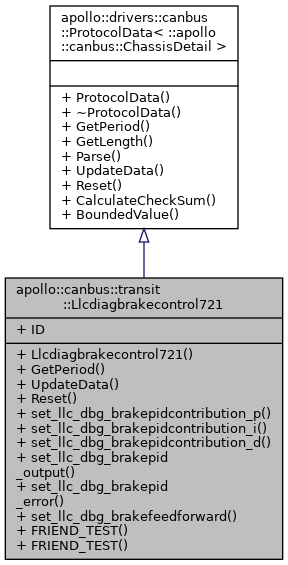 apollo::drivers::canbus
::ProtocolData< ::apollo
::canbus::ChassisDetail >
+ ProtocolData()
+ ~ProtocolData()
+ GetPeriod()
+ GetLength()
+ Parse()
+ UpdateData()
+ Reset()
+ CalculateCheckSum()
+ BoundedValue()
apollo::canbus::transit
::Llcdiagbrakecontrol721
+ ID
+ Llcdiagbrakecontrol721()
+ GetPeriod()
+ UpdateData()
+ Reset()
+ set_llc_dbg_brakepidcontribution_p()
+ set_llc_dbg_brakepidcontribution_i()
+ set_llc_dbg_brakepidcontribution_d()
+ set_llc_dbg_brakepid
_output()
+ set_llc_dbg_brakepid
_error()
+ set_llc_dbg_brakefeedforward()
+ FRIEND_TEST()
+ FRIEND_TEST()